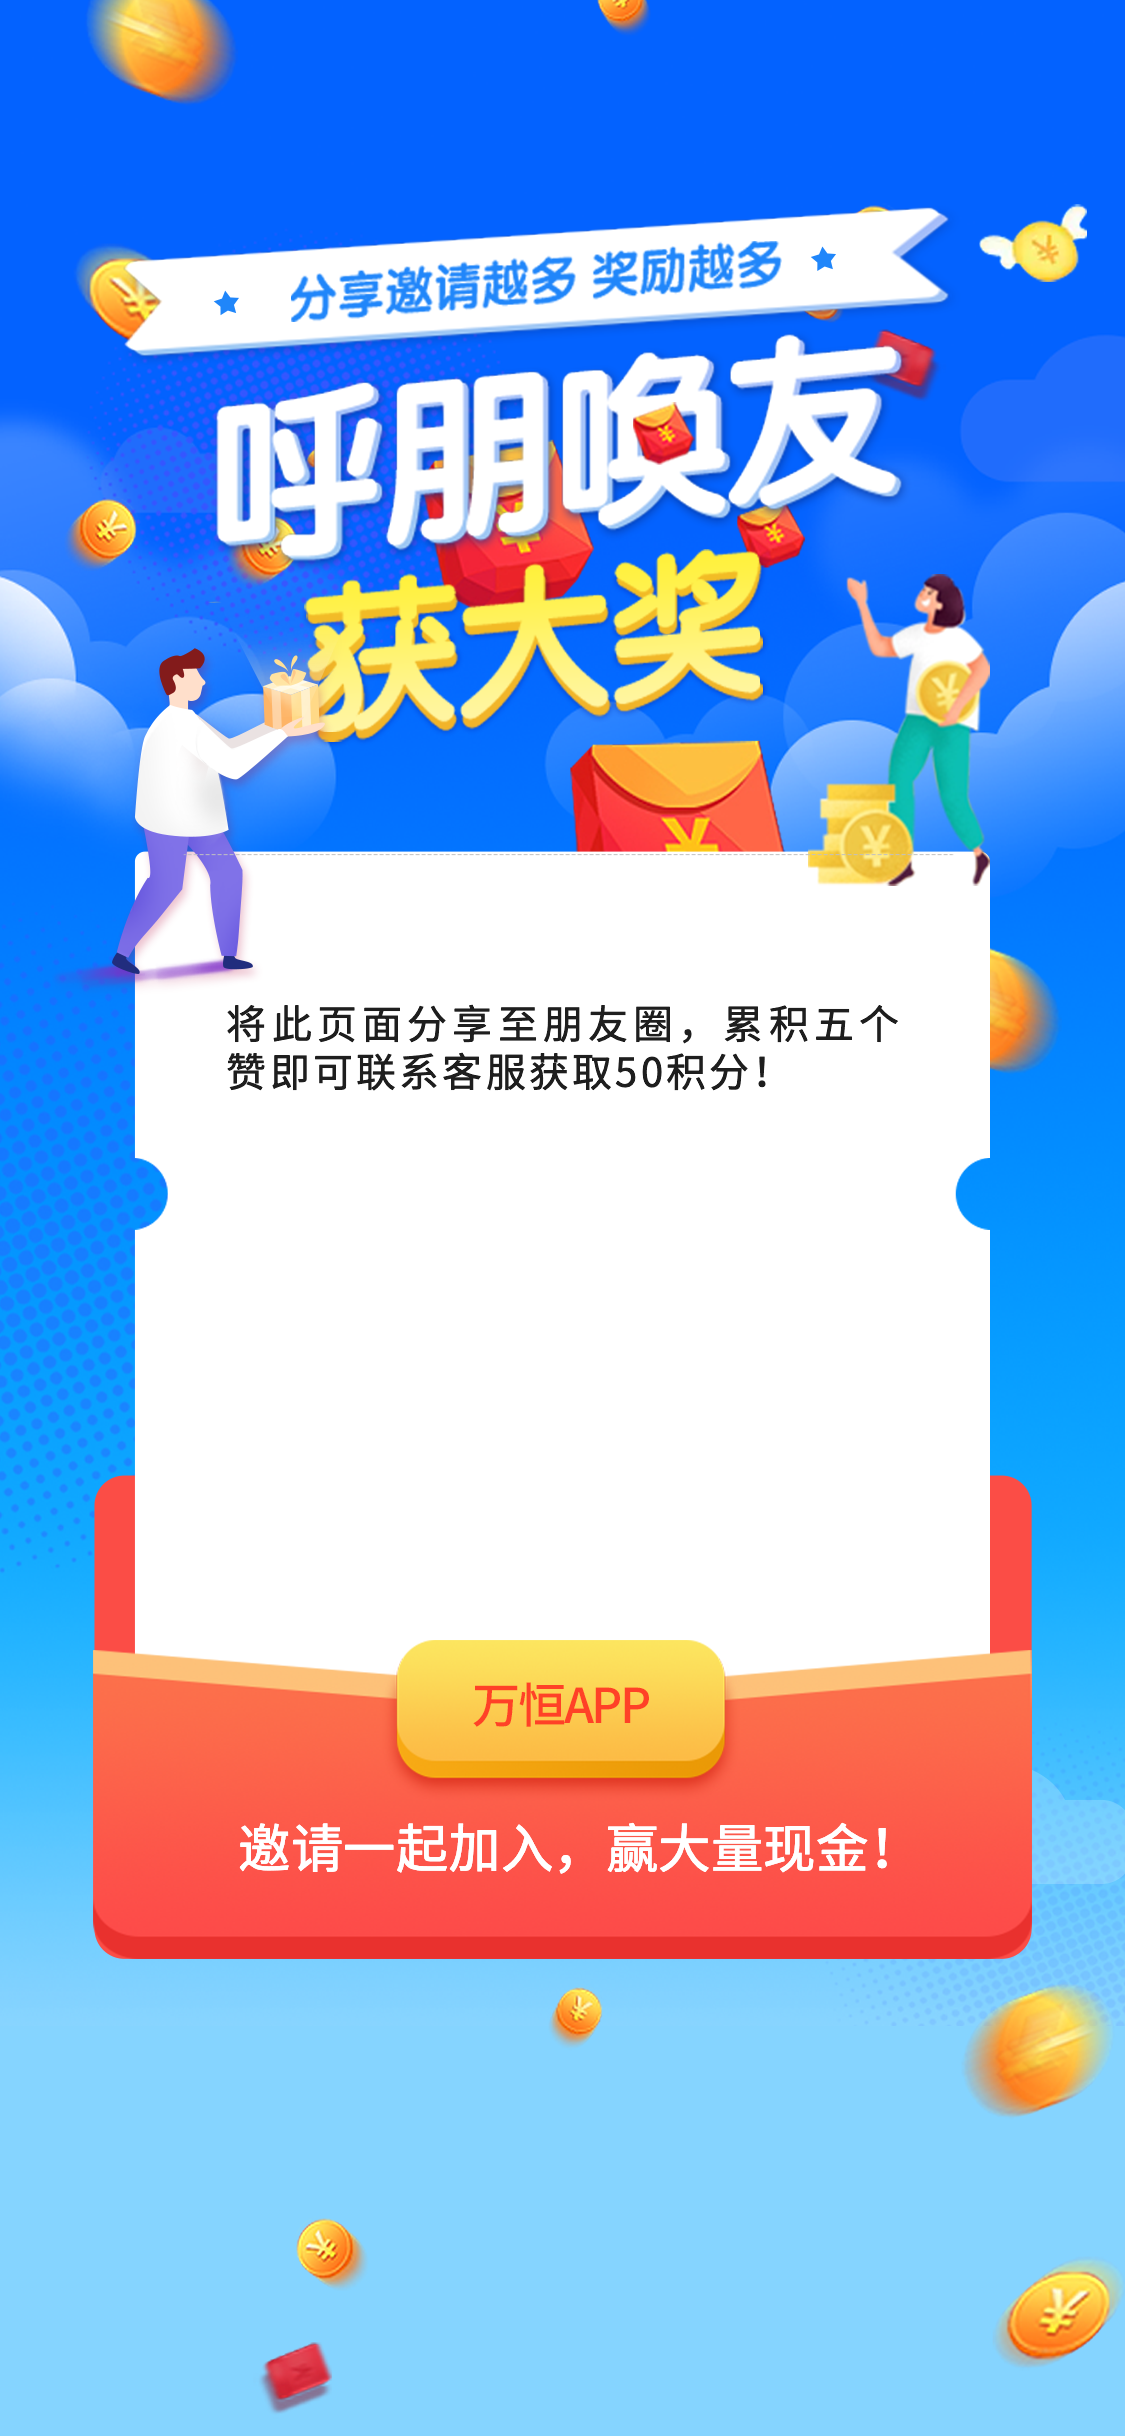 分享邀请越多 奖励越多
呼朋唤友
获大奖
将此页面分享至朋友圈，累积五个
赞即可联系客服获取50积分！
万恒APP
邀请一起加入，赢大量现金！